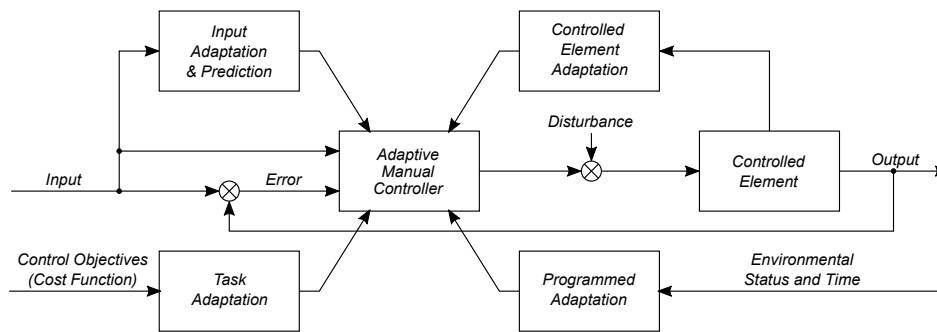 Input
Adaptation
& Prediction
Controlled
Element
Adaptation
Disturbance
Adaptive
Manual
Controller
Controlled
Element
Output
Input
Error
Control Objectives
(Cost Function)
Task
Adaptation
Programmed
Adaptation
Environmental
Status and Time